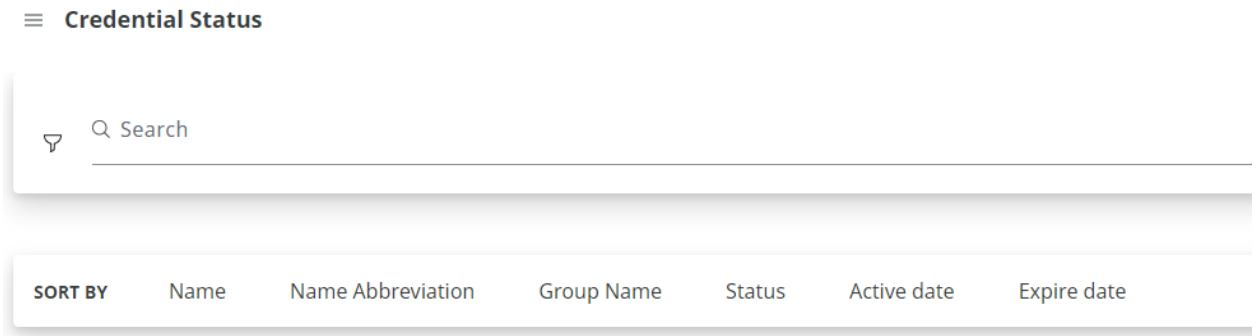 Credential Status
Search
SORT BY Name Name Abbreviation Group Name Status Active date Expire date